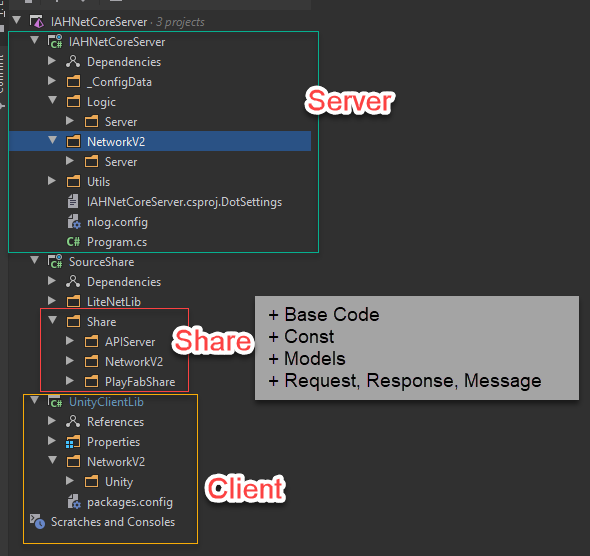 IAHNetCoreServer · 3 projects
IAHNetCoreServer
Dependencies
_ConfigData
Logic
Server
NetworkV2
Server
Utils
IAHNetCoreServer.csproj.DotSettings
nlog.config
C# Program.cs
Server
SourceShare
Dependencies
LiteNetLib
Share
APIServer
NetworkV2
PlayFabShare
Share
+ Base Code
+ Const
+ Models
+ Request, Response, Message
UnityClientLib
References
Properties
NetworkV2
Unity
packages.config
Client
Scratches and Consoles